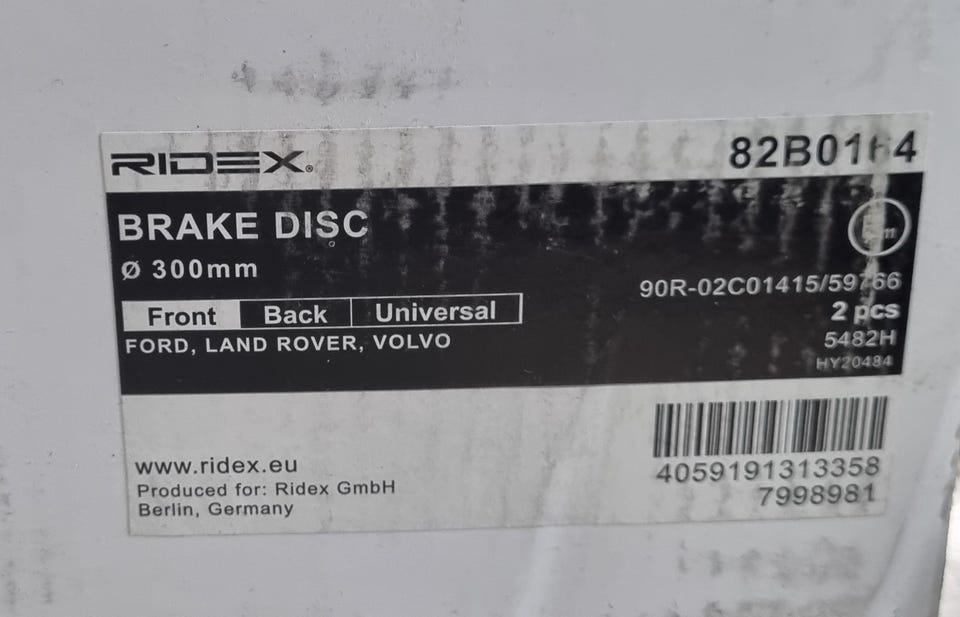 RIDEX®
82B0164
BRAKE DISC
Ø 300mm
90R-02C01415/59766
Front Back Universal
2 pcs
FORD, LAND ROVER, VOLVO
5482H
HY20484
www.ridex.eu
Produced for: Ridex GmbH
Berlin, Germany
4059191313358
7998981